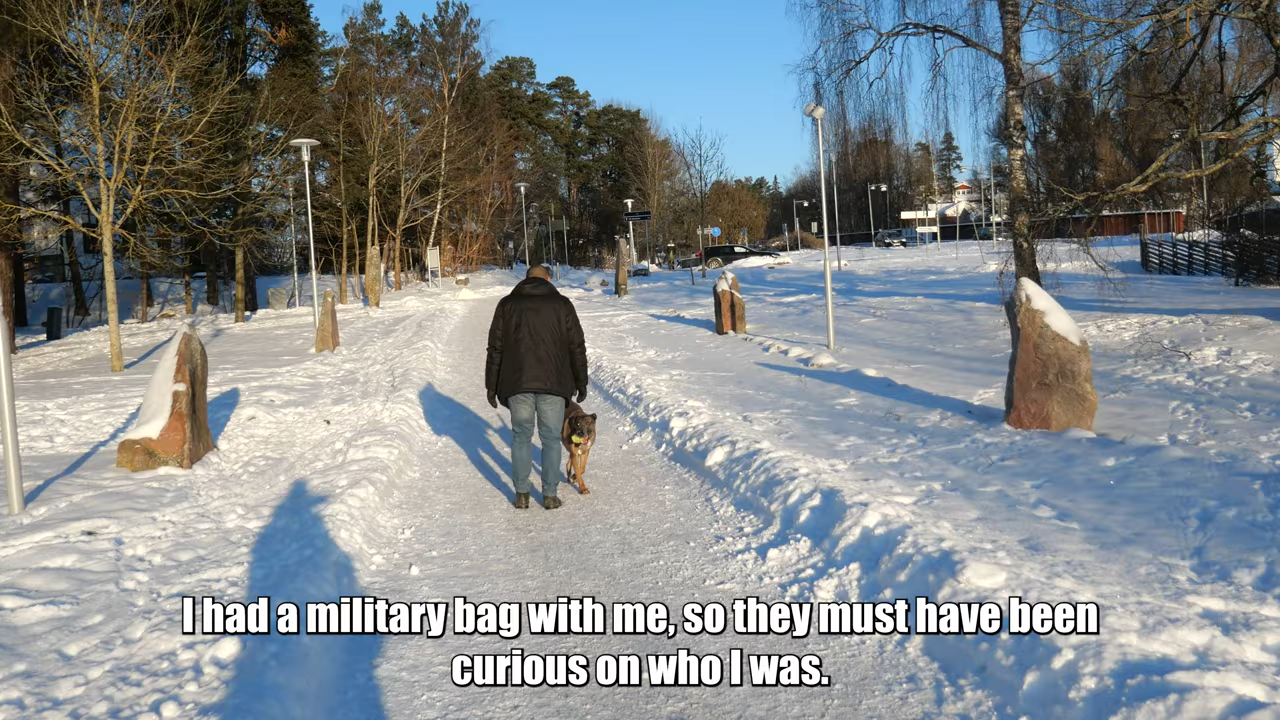 I had a military bag with me, so they must have been
curious on who I was.